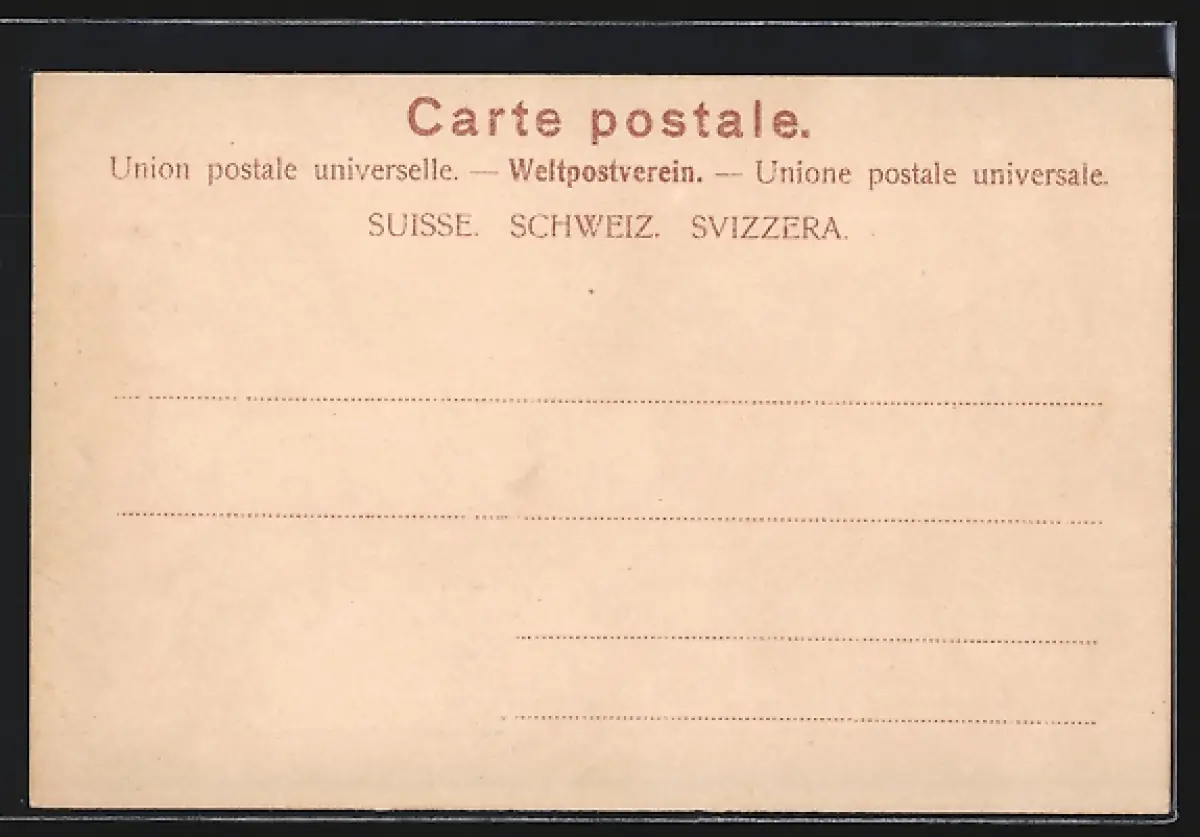 Carte postale.
Union postale universelle. — Weltpostverein. — Unione postale universale.
SUISSE. SCHWEIZ. SVIZZERA.